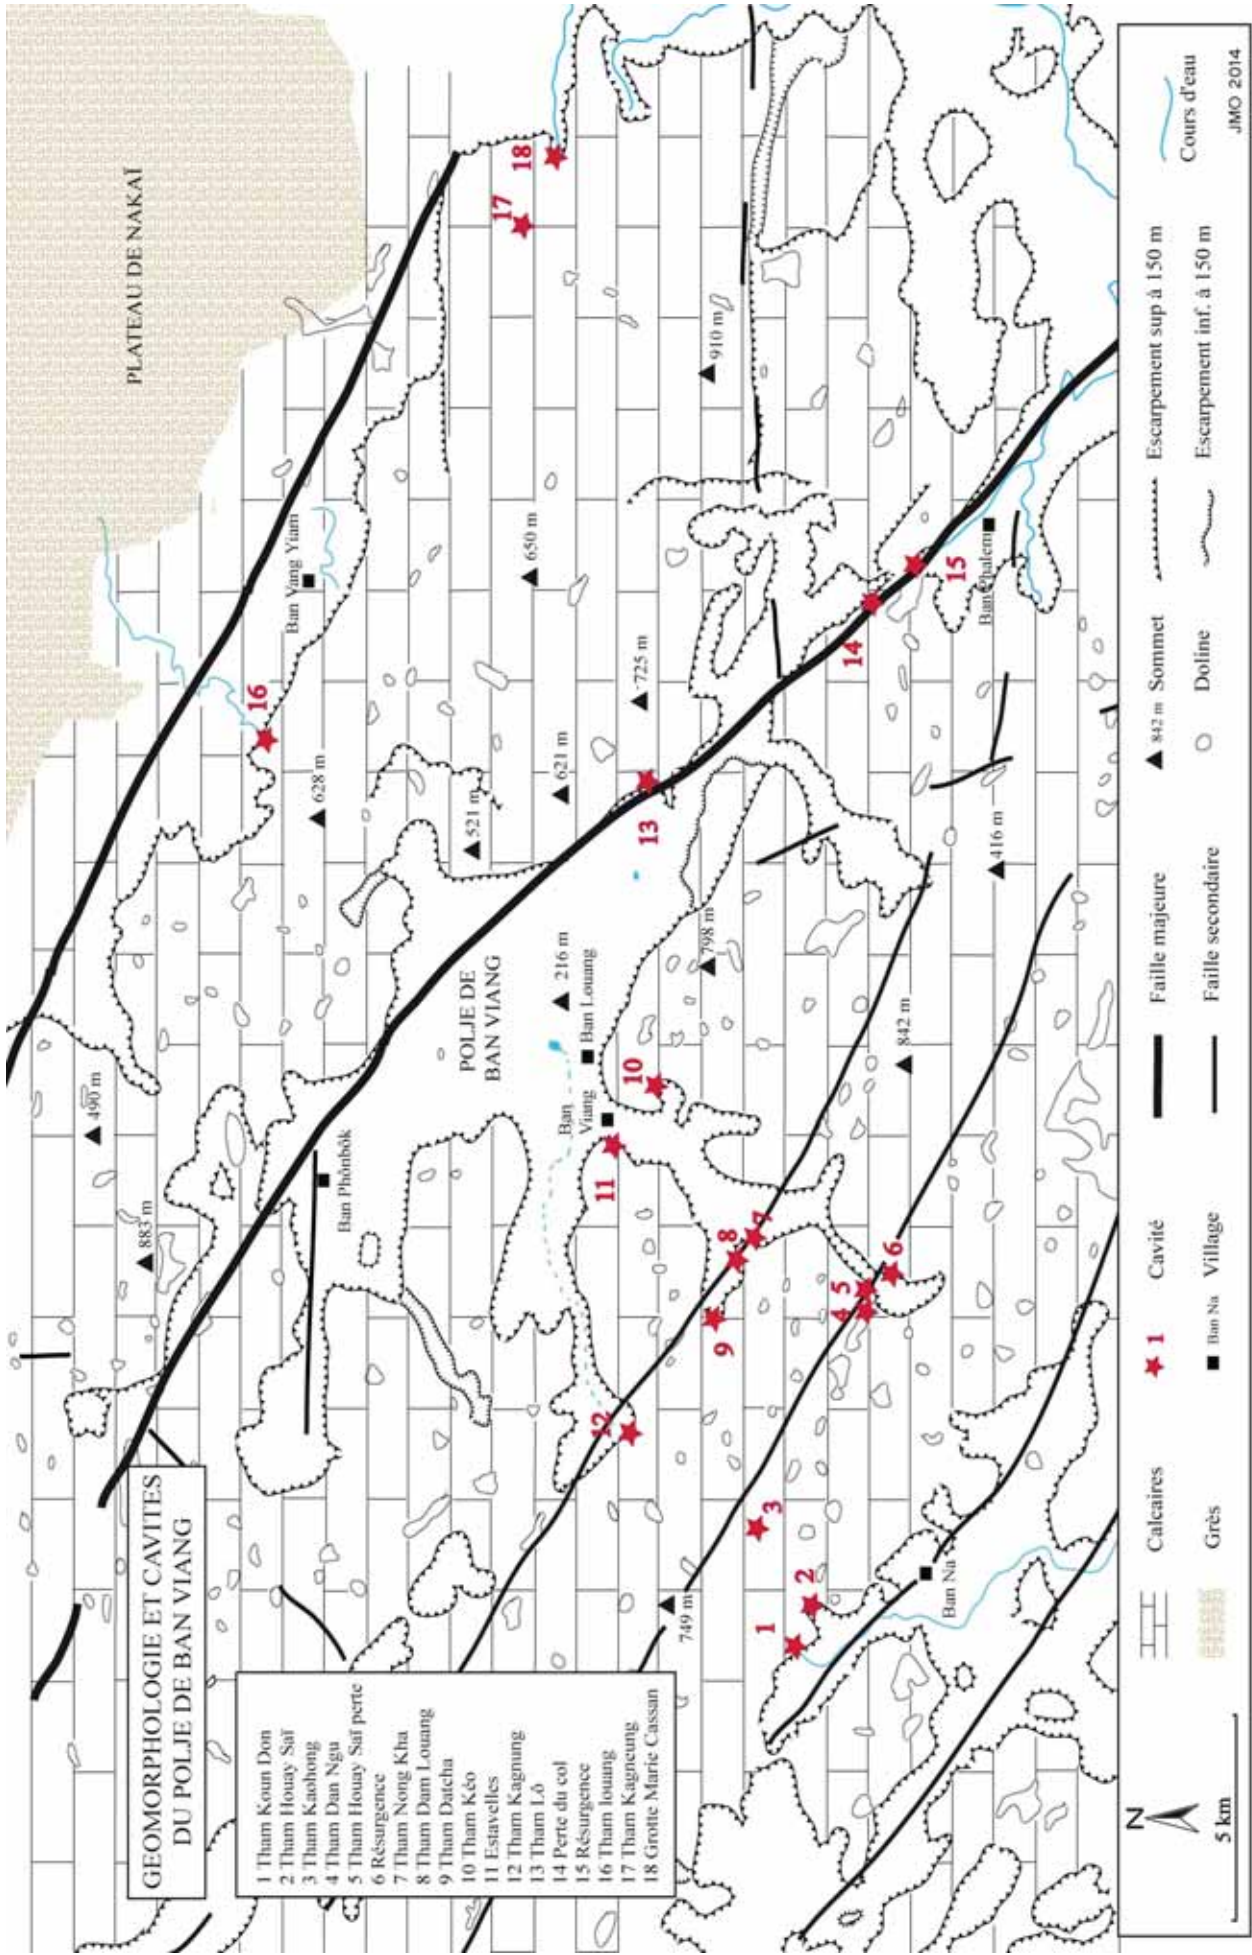 GEOMORPHOLOGIE ET CAVITES
DU POLJE DE BAN VIANG
1 Tham Koun Don
2 Tham Houay Saï
3 Tham Kaohong
4 Tham Dan Ngu
5 Tham Houay Saï perte
6 Résurgence
7 Tham Nong Kha
8 Tham Dam Louang
9 Tham Datcha
10 Tham Kéo
11 Estavelles
12 Tham Kagnung
13 Tham Lô
14 Perte du col
15 Résurgence
16 Tham louang
17 Tham Kagneung
18 Grotte Marie Cassan
PLATEAU DE NAKAÏ
490 m
883 m
16
Ban Vang Yiam
628 m
Ban Phônbôk
18
17
POLJE DE
BAN VIANG
521 m
650 m
216 m
621 m
Ban
Viang
Ban Louang
725 m
12
11
10
13
749 m
798 m
910 m
9
8
7
1
2
3
4
5
6
14
842 m
15
Ban Na
416 m
Ban Phalem
N
5 km
Calcaires
Grès
1
Cavité
Ban Na
Village
Faille majeure
Faille secondaire
842 m
Sommet
Doline
Escarpement sup à 150 m
Escarpement inf. à 150 m
Cours d'eau
JMO 2014